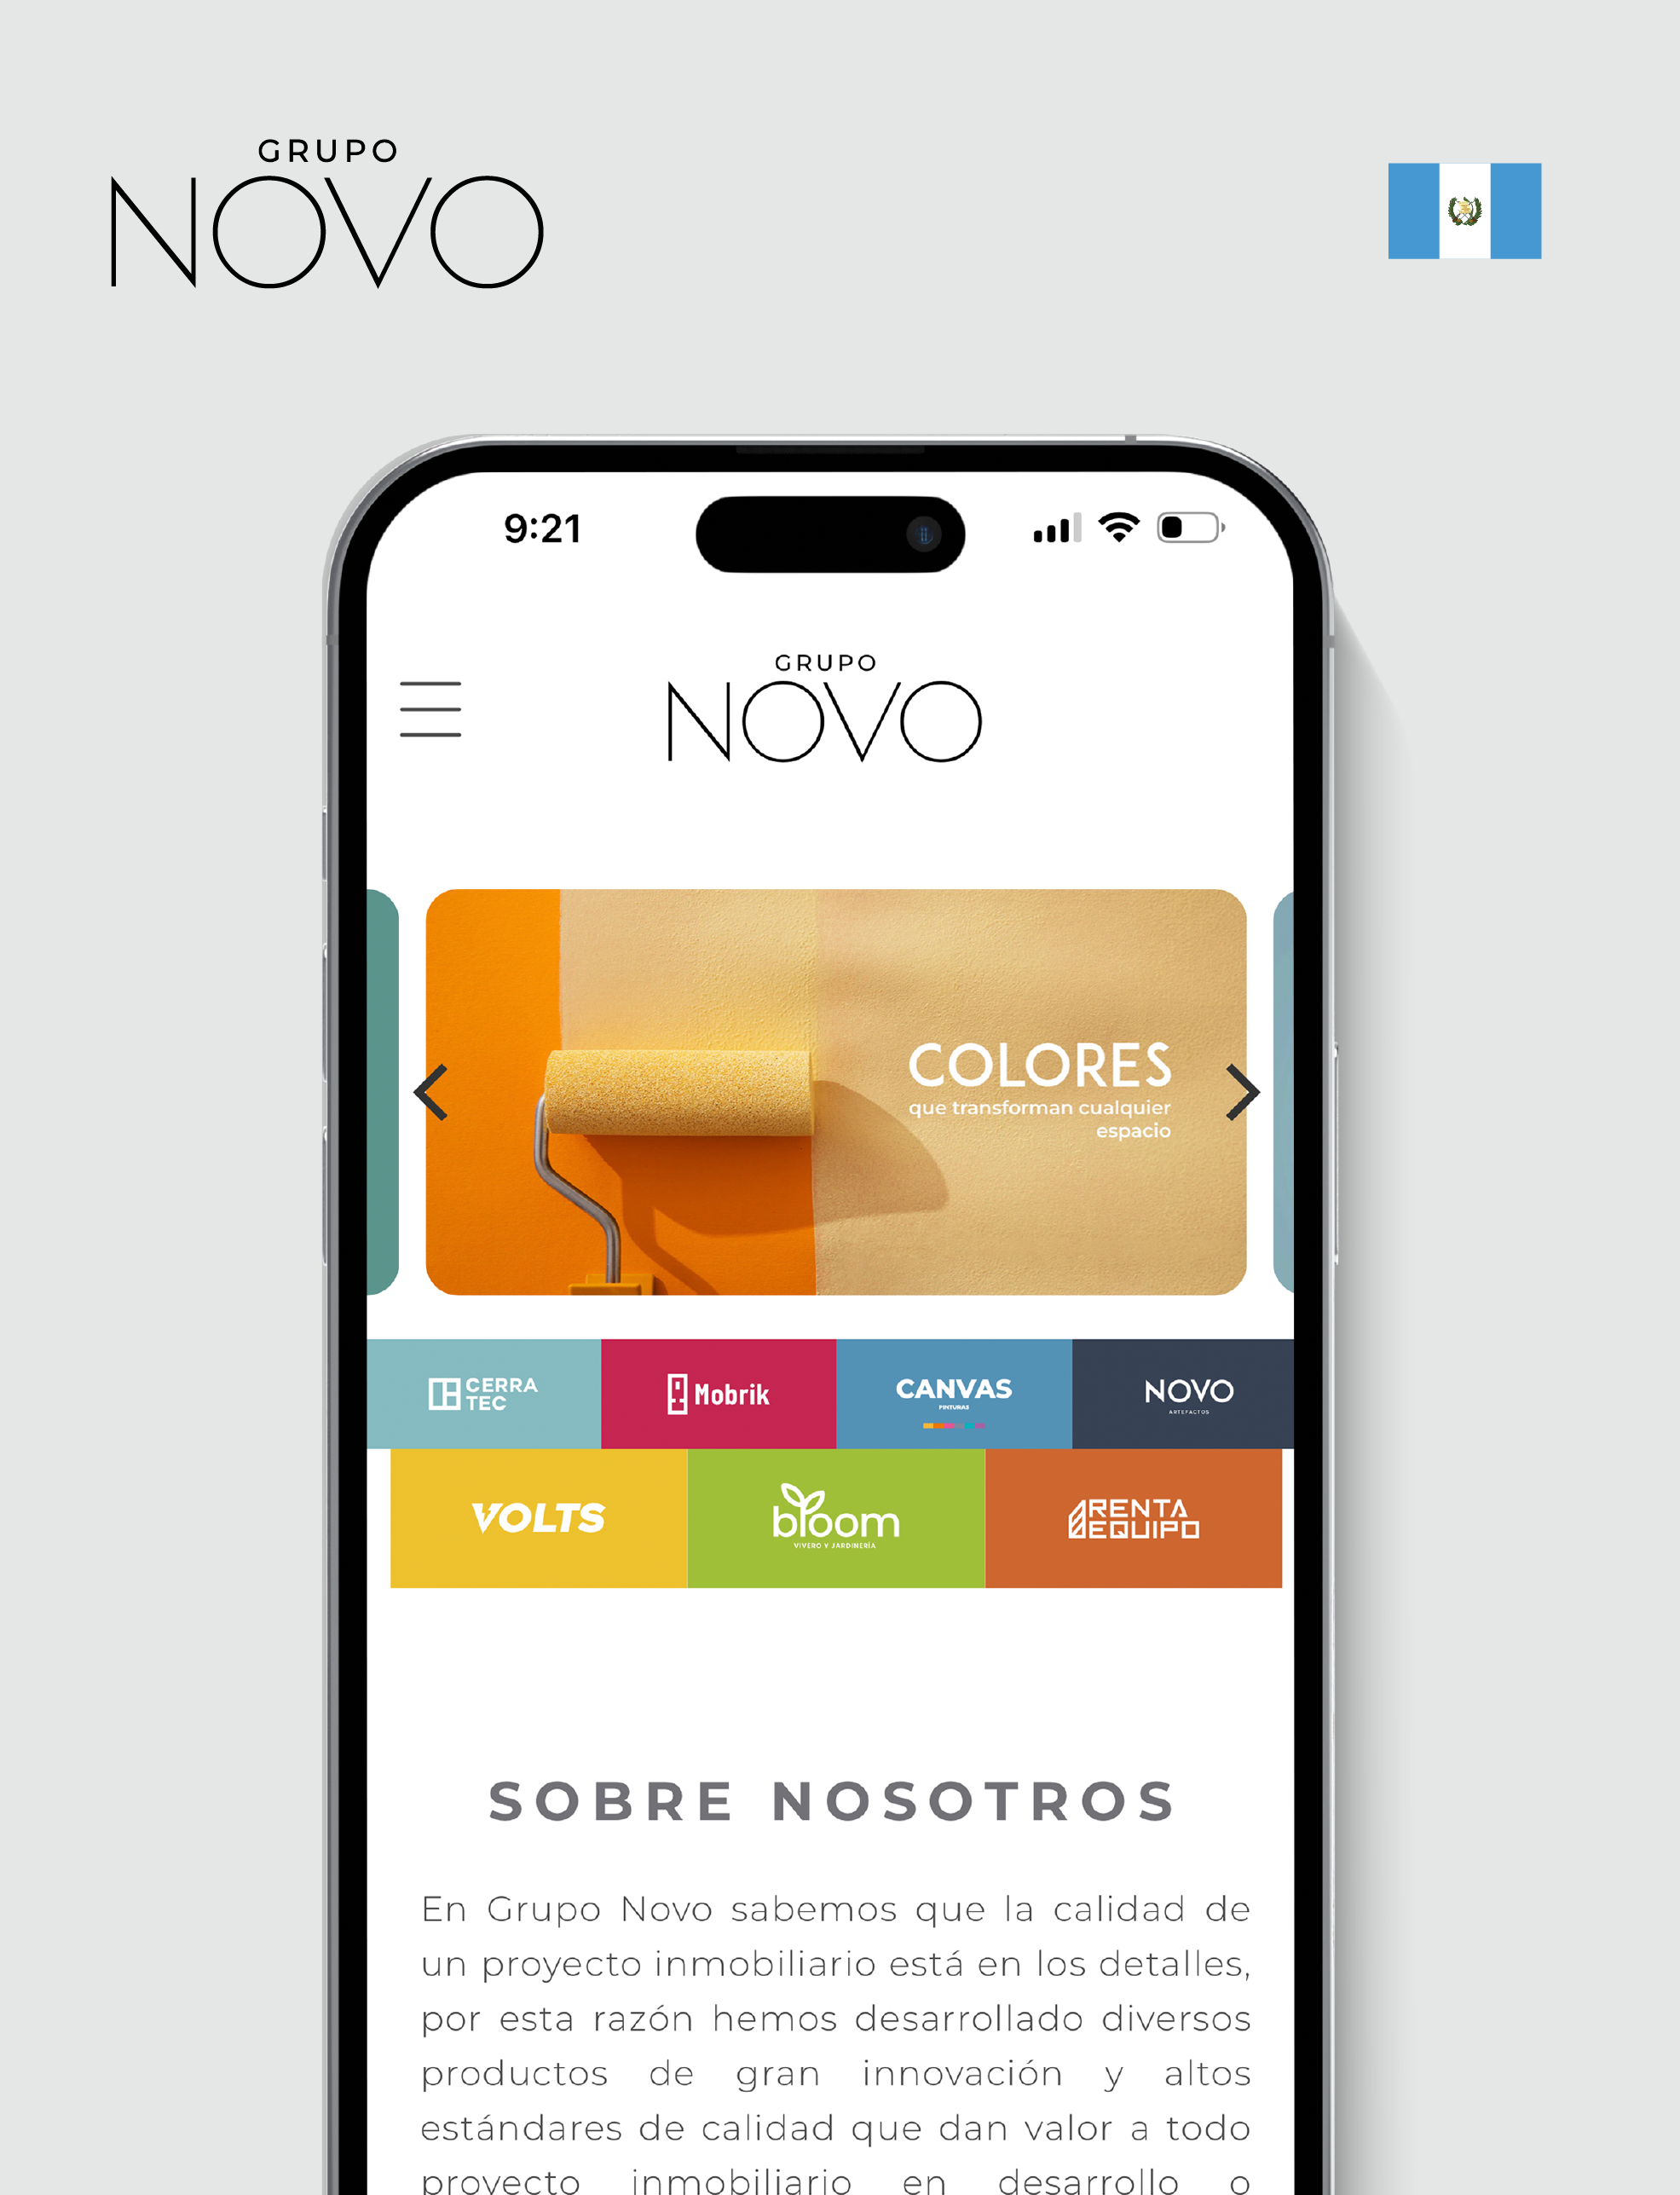 GRUPO
NOVO
9:21
GRUPO
NOVO
COLORES
que transforman cualquier
espacio
CERRA
TEC
Mobrik
CANVAS
PINTURAS
NOVO
ARTEFACTOS
VOLTS
bloom
VIVERO Y JARDINERÍA
RENTA
EQUIPO
SOBRE NOSOTROS
En Grupo Novo sabemos que la calidad de
un proyecto inmobiliario está en los detalles,
por esta razón hemos desarrollado diversos
productos de gran innovación y altos
estándares de calidad que dan valor a todo
proyecto inmobiliario en desarrollo o